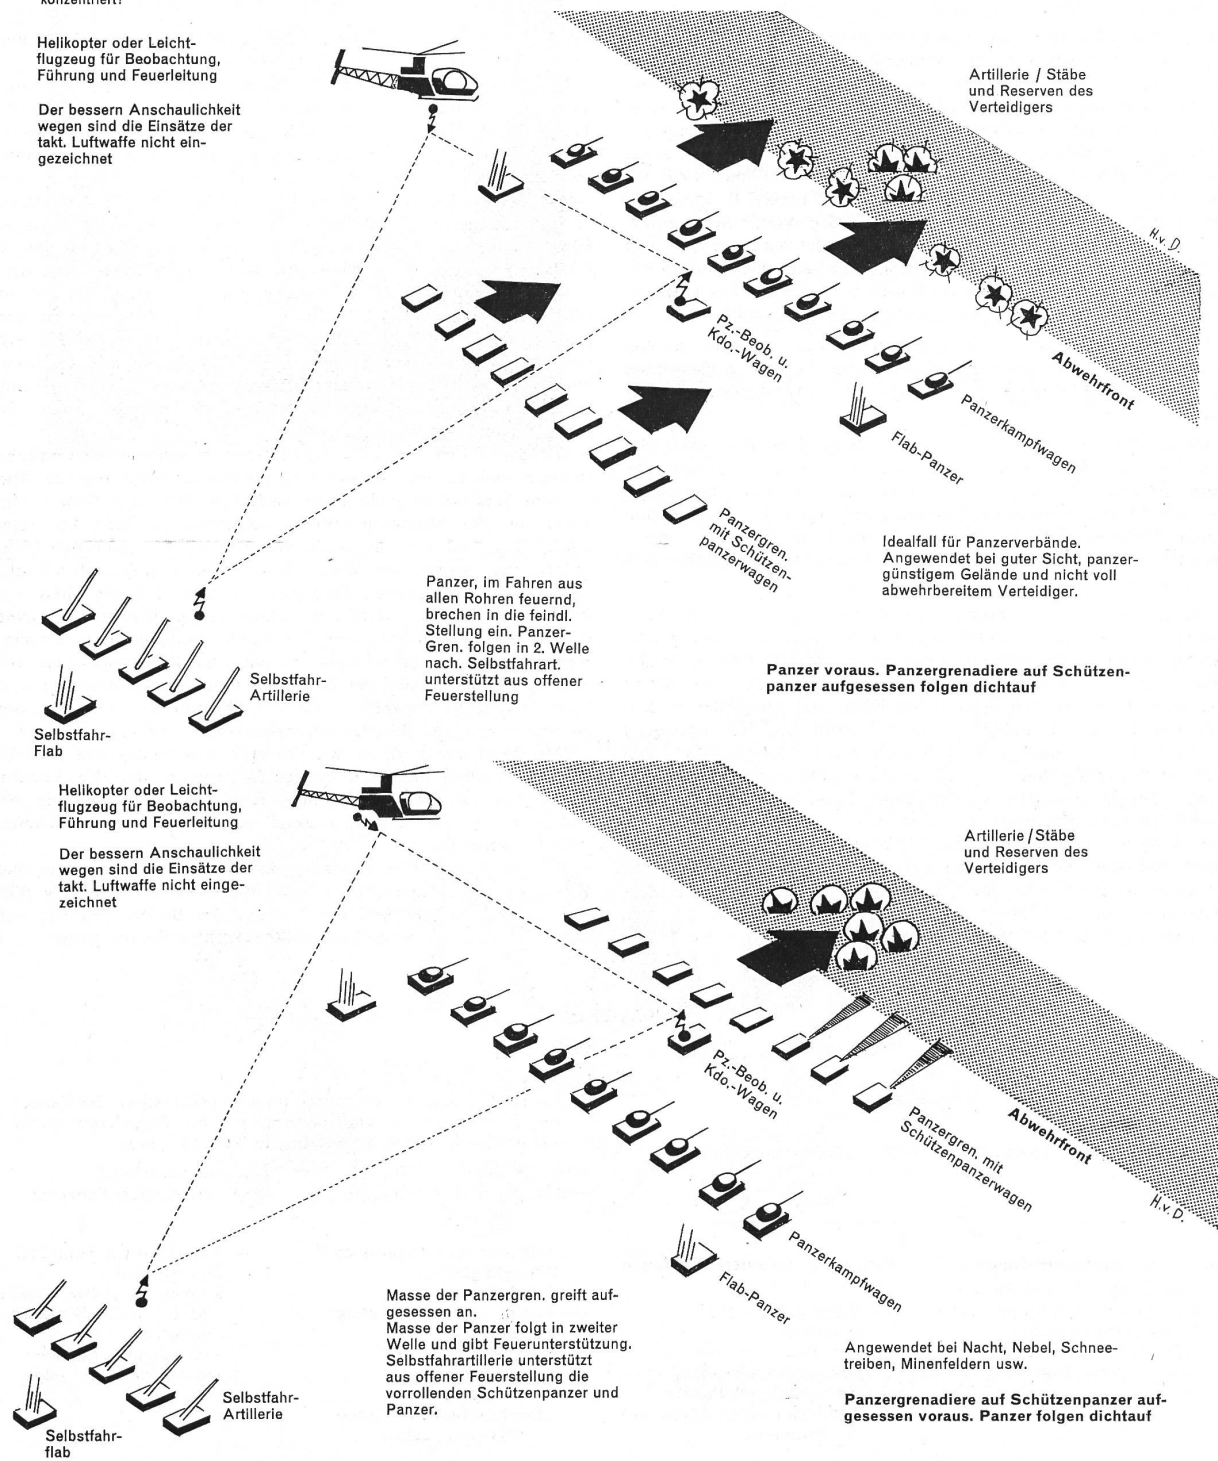 konzentriert!
Helikopter oder Leicht-
flugzeug für Beobachtung,
Führung und Feuerleitung
Der bessern Anschaulichkeit
wegen sind die Einsätze der
takt. Luftwaffe nicht ein-
gezeichnet
Artillerie / Stäbe
und Reserven des
Verteidigers
H.v.D.
Abwehrfront
Pz.-Beob. u.
Kdo.-Wagen
Panzerkampfwagen
Flab-Panzer
Panzergren.
mit Schützen-
panzerwagen
Idealfall für Panzerverbände.
Angewendet bei guter Sicht, panzer-
günstigem Gelände und nicht voll
abwehrbereitem Verteidiger.
Panzer, im Fahren aus
allen Rohren feuernd,
brechen in die feindl.
Stellung ein. Panzer-
Gren. folgen in 2. Welle
nach. Selbstfahrart.
unterstützt aus offener
Feuerstellung
Panzer voraus. Panzergrenadiere auf Schützen-
panzer aufgesessen folgen dichtauf
Selbstfahr-
Artillerie
Selbstfahr-
Flab
Helikopter oder Leicht-
flugzeug für Beobachtung,
Führung und Feuerleitung
Der bessern Anschaulichkeit
wegen sind die Einsätze der
takt. Luftwaffe nicht einge-
zeichnet
Artillerie / Stäbe
und Reserven des
Verteidigers
Pz.-Beob. u.
Kdo.-Wagen
Panzergren. mit
Schützenpanzerwagen
Abwehrfront
H.v.D.
Panzerkampfwagen
Flab-Panzer
Masse der Panzergren. greift auf-
gesessen an.
Masse der Panzer folgt in zweiter
Welle und gibt Feuerunterstützung.
Selbstfahrartillerie unterstützt
aus offener Feuerstellung die
vorrollenden Schützenpanzer und
Panzer.
Angewendet bei Nacht, Nebel, Schnee-
treiben, Minenfeldern usw.
Panzergrenadiere auf Schützenpanzer auf-
gesessen voraus. Panzer folgen dichtauf
Selbstfahr-
Artillerie
Selbstfahr-
flab